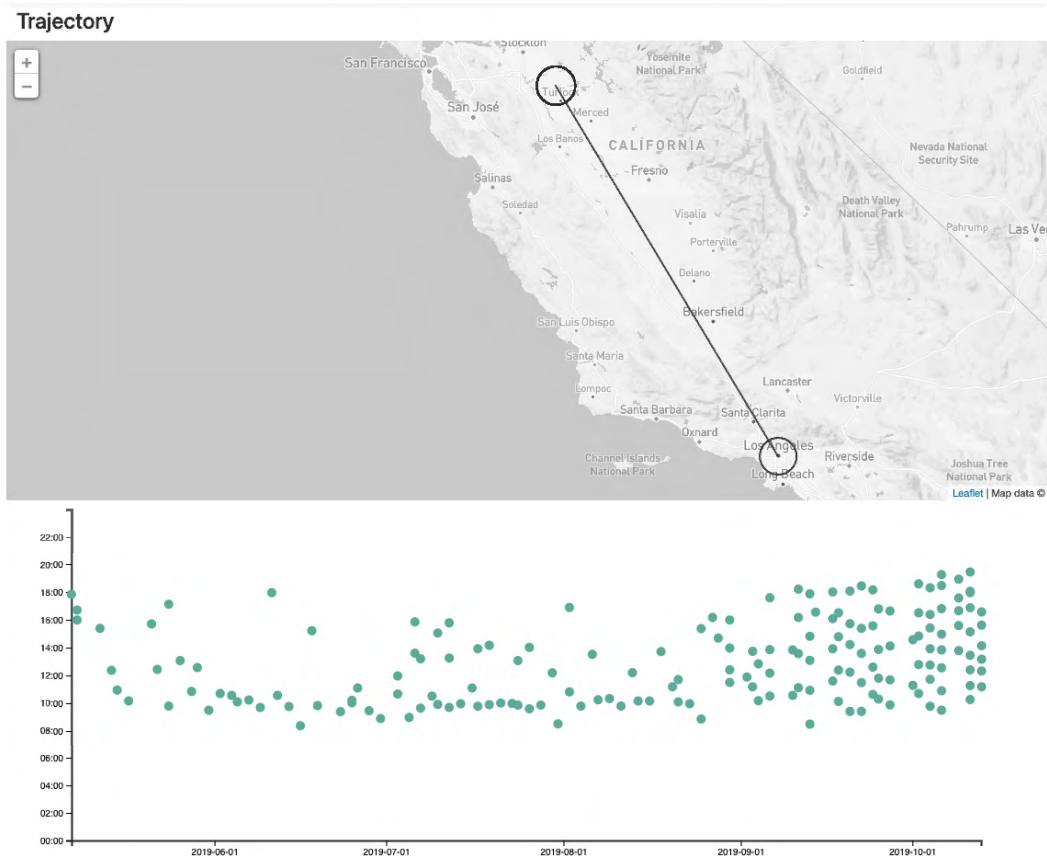 Trajectory
+
−
Stockton
San Francisco
Yosemite
National Park
Goldfield
Turlock
San José
Merced
Los Banos
CALIFORNIA
Nevada National
Security Site
Fresno
Salinas
Soledad
Death Valley
National Park
Visalia
Pahrump
Las Ve
Porterville
Delano
Bakersfield
San Luis Obispo
Santa Maria
Lancaster
Lompoc
Victorville
Santa Barbara
Santa Clarita
Oxnard
Los Angeles
Riverside
Channel Islands
National Park
Long Beach
Joshua Tree
National Park
Leaflet | Map data ©
22:00
20:00
18:00
16:00
14:00
12:00
10:00
08:00
06:00
04:00
02:00
00:00
2019-06-01
2019-07-01
2019-08-01
2019-09-01
2019-10-01